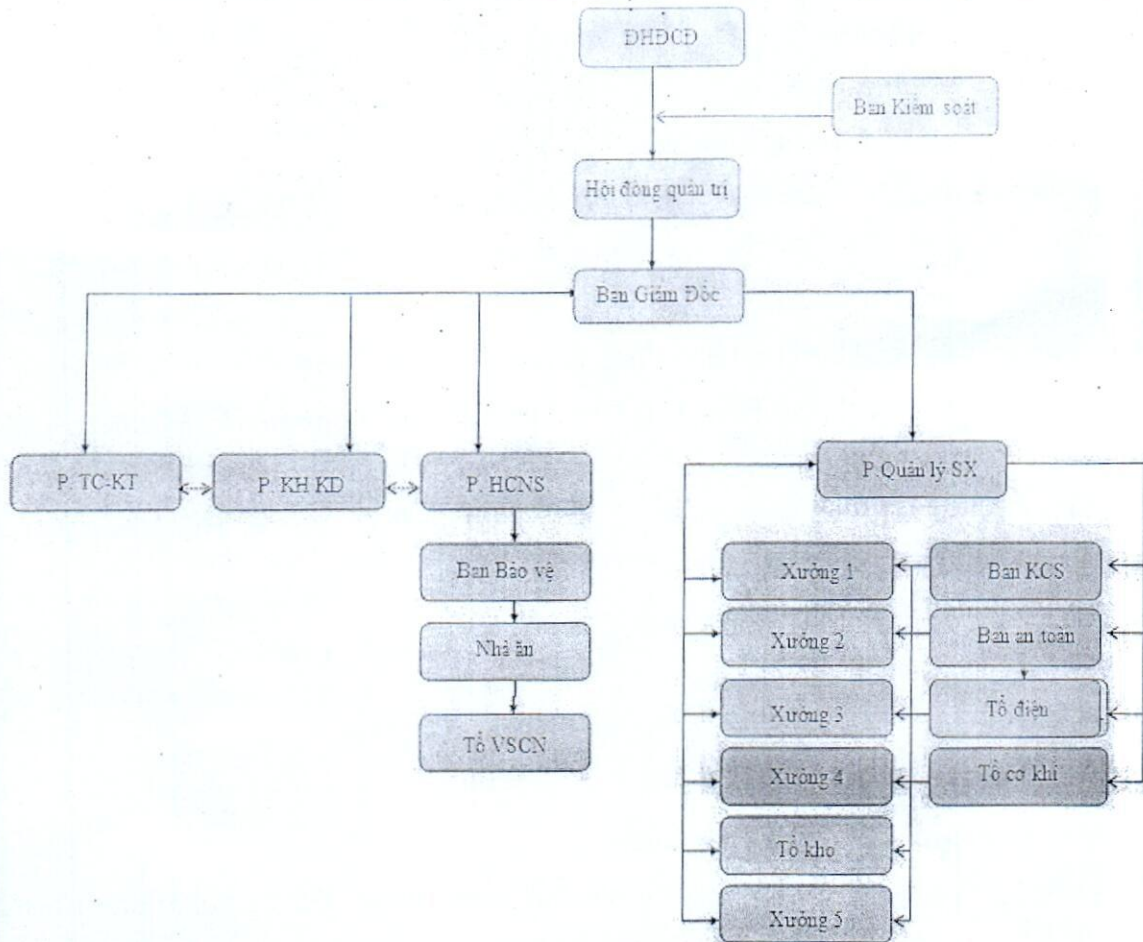 ĐHĐCĐ
Ban Kiểm soát
Hội đồng quản trị
Ban Giám Đốc
P. TC-KT
P. KH KD
P. HCNS
P.Quản lý SX
Ban Bảo vệ
Nhà ăn
Tổ VSCN
Xưởng 1
Ban KCS
Xưởng 2
Ban an toàn
Xưởng 3
Tổ điện
Xưởng 4
Tổ cơ khí
Tổ kho
Xưởng 5